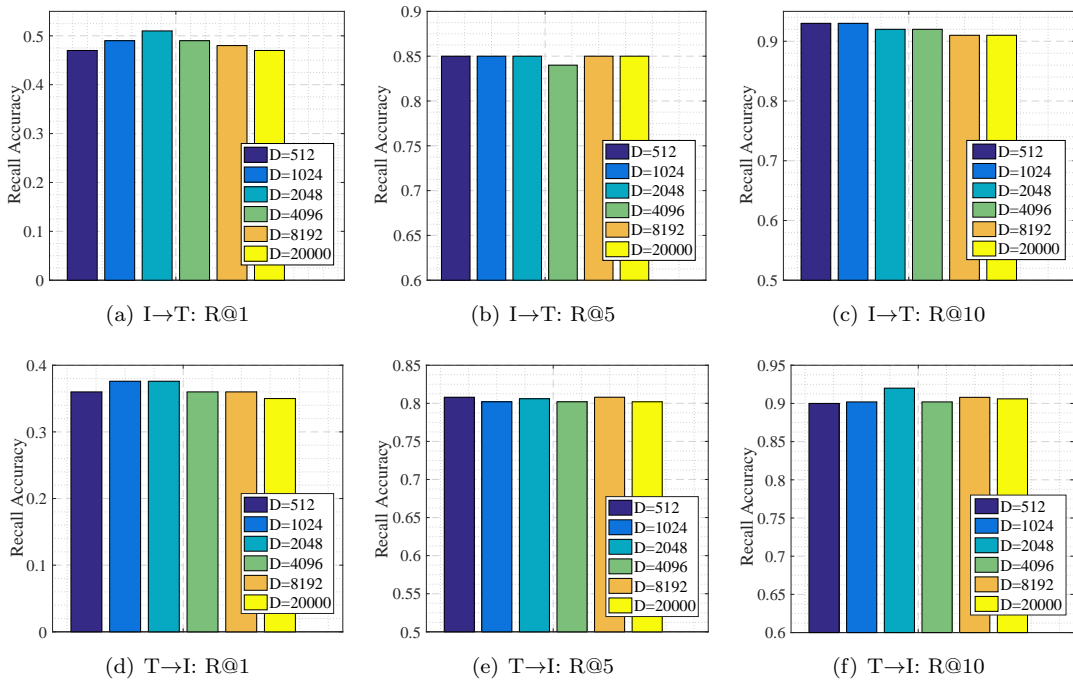 0.5
0.4
0.3
0.2
0.1
0
Recall Accuracy
D=512
D=1024
D=2048
D=4096
D=8192
D=20000
(a) I→T: R@1
0.9
0.85
0.8
0.75
0.7
0.65
0.6
Recall Accuracy
D=512
D=1024
D=2048
D=4096
D=8192
D=20000
(b) I→T: R@5
0.9
0.8
0.7
0.6
0.5
Recall Accuracy
D=512
D=1024
D=2048
D=4096
D=8192
D=20000
(c) I→T: R@10
0.4
0.3
0.2
0.1
0
Recall Accuracy
D=512
D=1024
D=2048
D=4096
D=8192
D=20000
(d) T→I: R@1
0.85
0.8
0.75
0.7
0.65
0.6
0.55
0.5
Recall Accuracy
D=512
D=1024
D=2048
D=4096
D=8192
D=20000
(e) T→I: R@5
0.95
0.9
0.85
0.8
0.75
0.7
0.65
0.6
Recall Accuracy
D=512
D=1024
D=2048
D=4096
D=8192
D=20000
(f) T→I: R@10